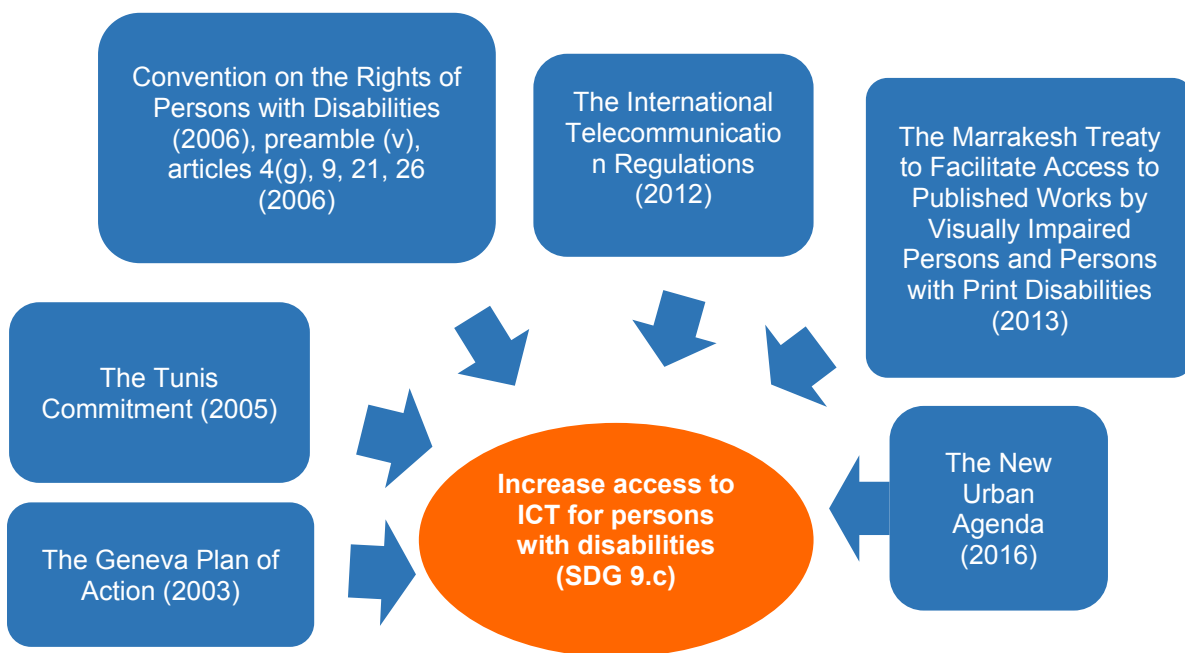 Convention on the Rights of
Persons with Disabilities
(2006), preamble (v),
articles 4(g), 9, 21, 26
(2006)
The International
Telecommunicatio
n Regulations
(2012)
The Marrakesh Treaty
to Facilitate Access to
Published Works by
Visually Impaired
Persons and Persons
with Print Disabilities
(2013)
The Tunis
Commitment (2005)
The Geneva Plan of
Action (2003)
Increase access to
ICT for persons
with disabilities
(SDG 9.c)
The New
Urban
Agenda
(2016)